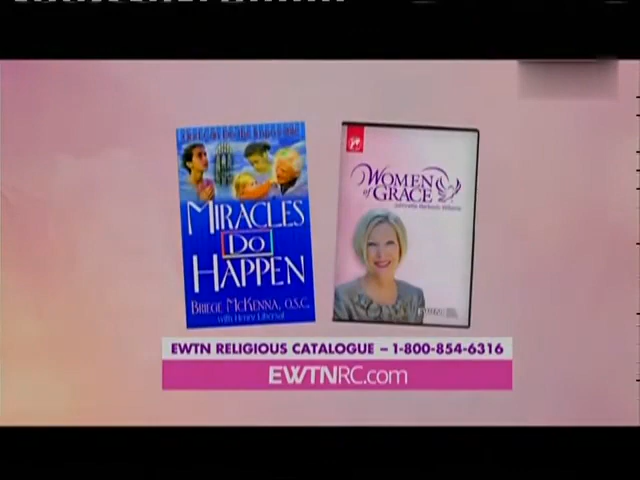 MIRACLES
DO
HAPPEN
BRIEGE MCKENNA, O.S.C.
with Henry Libersat
WOMEN
of GRACE
EWTN RELIGIOUS CATALOGUE – 1-800-854-6316
EWTNRC.com